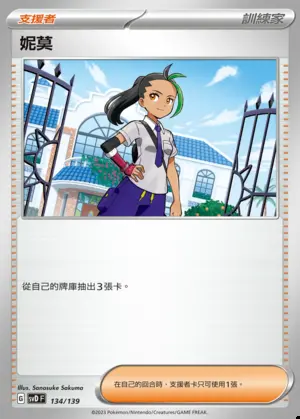 支援者
訓練家
妮莫
從自己的牌庫抽出3張卡。
Illus. Sanosuke Sakuma
G SVD F 134/139
在自己的回合時,支援者卡只可使用1張。
©2023 Pokémon/Nintendo/Creatures/GAME FREAK.